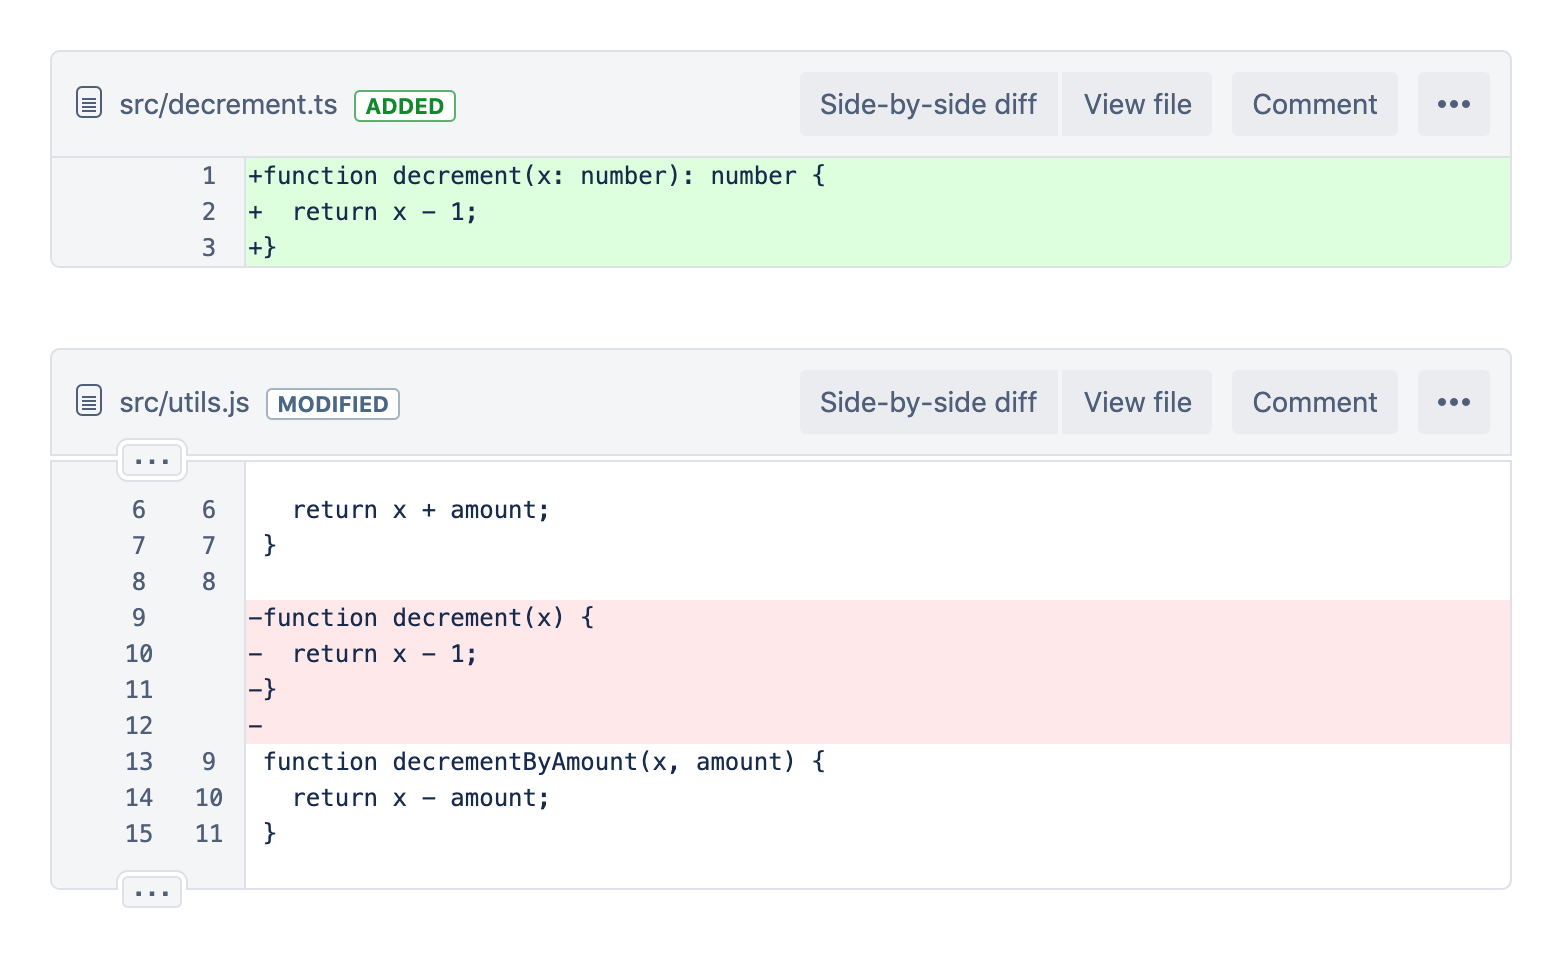 src/decrement.ts ADDED Side-by-side diff View file Comment •••
1 +function decrement(x: number): number {
2 +  return x - 1;
3 +}
src/utils.js MODIFIED Side-by-side diff View file Comment •••
...
6 6   return x + amount;
7 7 }
8 8
9 -function decrement(x) {
10 -  return x - 1;
11 -}
12 -
13 9 function decrementByAmount(x, amount) {
14 10   return x - amount;
15 11 }
...